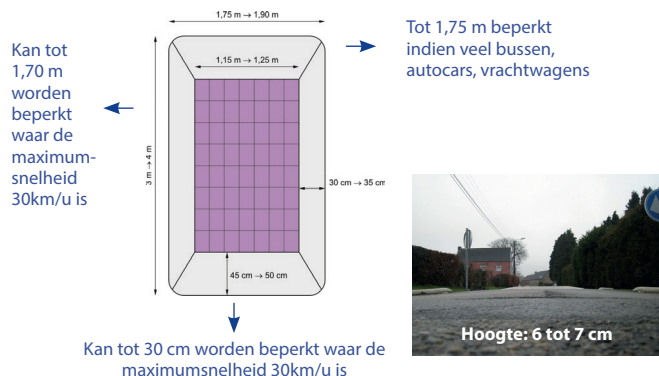 1,75 m → 1,90 m
Kan tot
1,70 m
worden
beperkt
waar de
maximum-
snelheid
30km/u is
Tot 1,75 m beperkt
indien veel bussen,
autocars, vrachtwagens
1,15 m → 1,25 m
3 m → 4 m
30 cm → 35 cm
45 cm → 50 cm
Hoogte: 6 tot 7 cm
Kan tot 30 cm worden beperkt waar de
maximumsnelheid 30km/u is